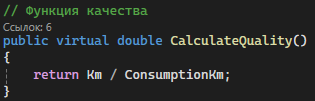 // Функция качества
Ссылок: 6
public virtual double CalculateQuality()
{
return Km / ConsumptionKm;
}